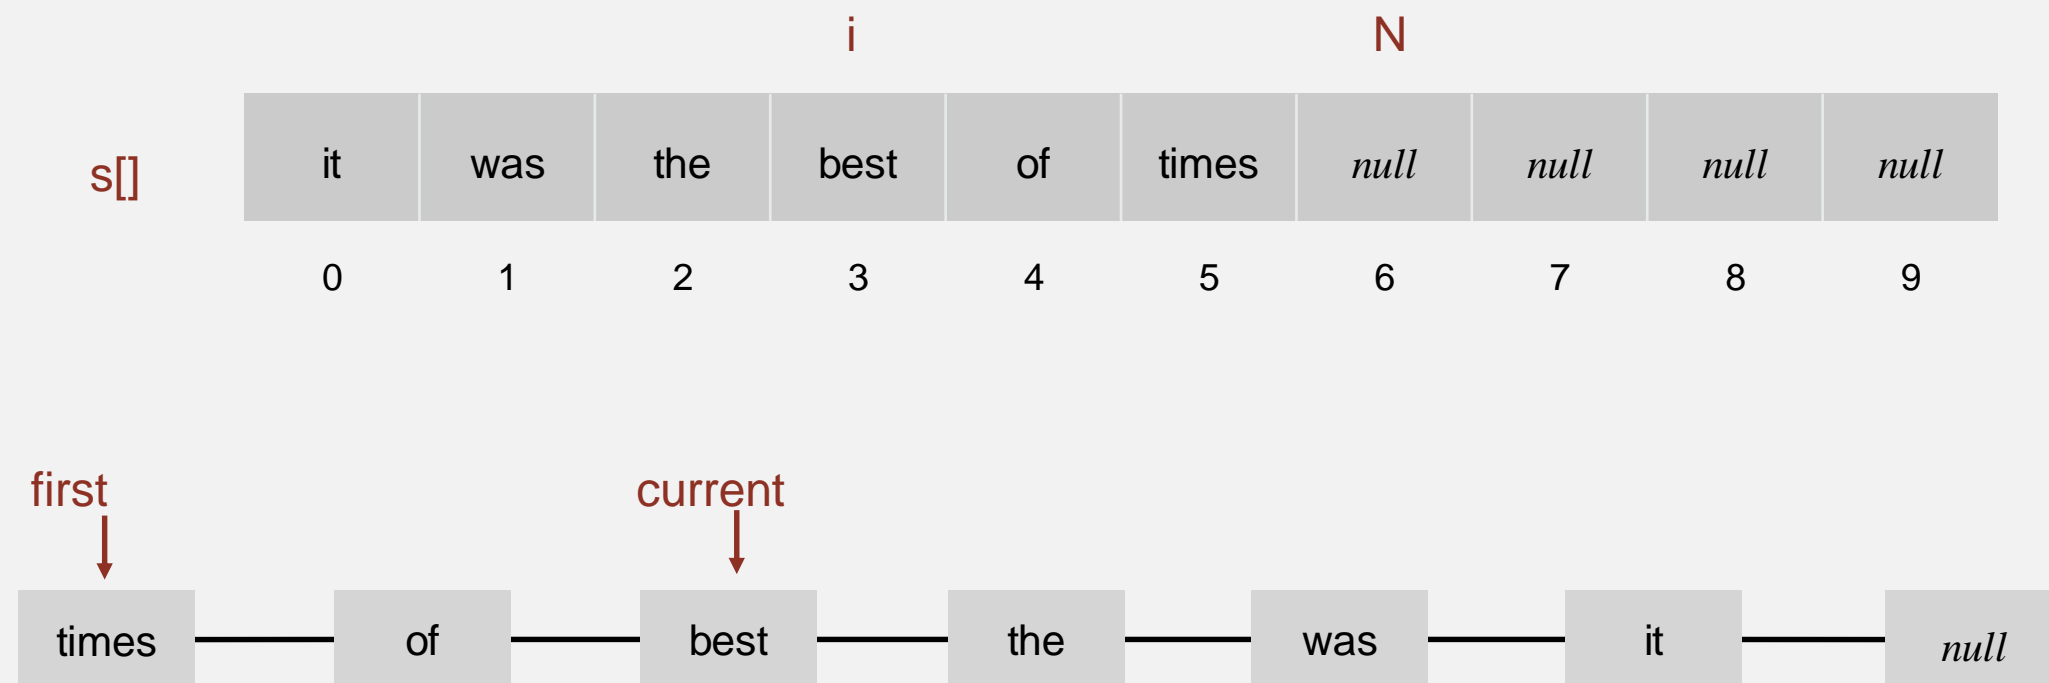 i N
s[] it was the best of times null null null null
0 1 2 3 4 5 6 7 8 9
first current
times of best the was it null